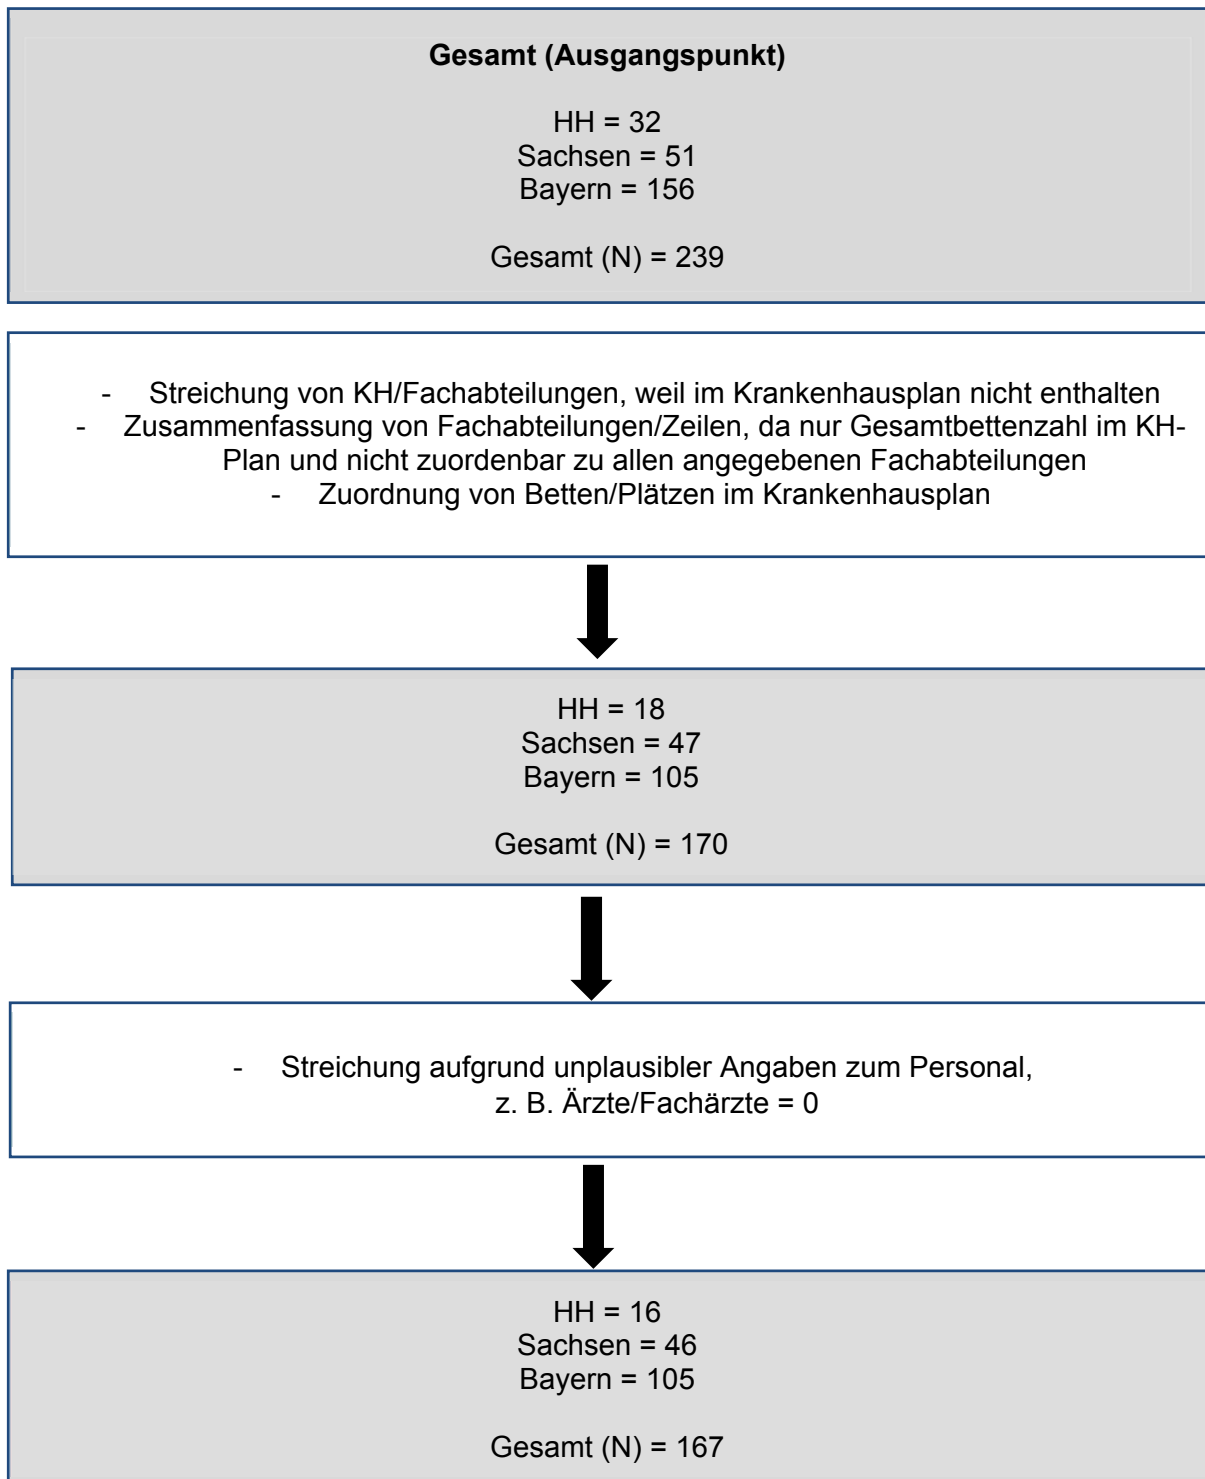 Gesamt (Ausgangspunkt)
HH = 32
Sachsen = 51
Bayern = 156
Gesamt (N) = 239
- Streichung von KH/Fachabteilungen, weil im Krankenhausplan nicht enthalten
- Zusammenfassung von Fachabteilungen/Zeilen, da nur Gesamtbettenzahl im KH-
Plan und nicht zuordenbar zu allen angegebenen Fachabteilungen
- Zuordnung von Betten/Plätzen im Krankenhausplan
HH = 18
Sachsen = 47
Bayern = 105
Gesamt (N) = 170
- Streichung aufgrund unplausibler Angaben zum Personal,
z. B. Ärzte/Fachärzte = 0
HH = 16
Sachsen = 46
Bayern = 105
Gesamt (N) = 167